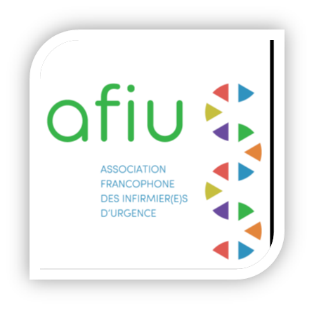 afiu
ASSOCIATION
FRANCOPHONE
DES INFIRMIER(E)S
D'URGENCE